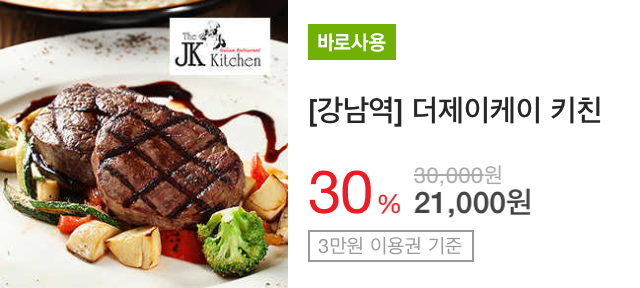 The
JK Kitchen
Italian Restaurant
바로사용
[강남역] 더제이케이 키친
30,000원
30% 21,000원
3만원 이용권 기준